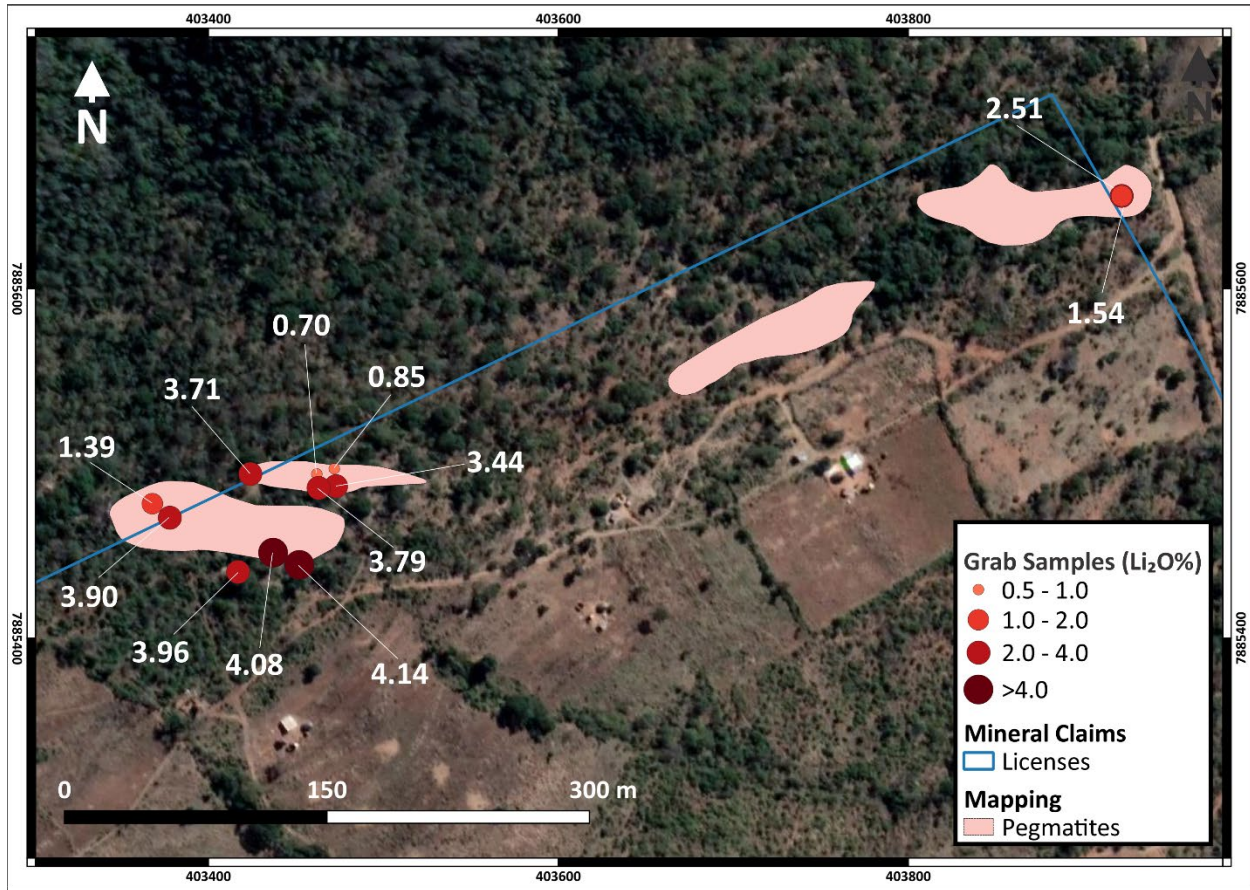 403400
403600
403800
N
N
2.51
7885600
7885600
1.54
0.70
0.85
3.71
1.39
3.44
3.90
3.79
3.96
4.08
4.14
7885400
7885400
0
150
300 m
Grab Samples (Li₂O%)
0.5 - 1.0
1.0 - 2.0
2.0 - 4.0
>4.0
Mineral Claims
Licenses
Mapping
Pegmatites
403400
403600
403800